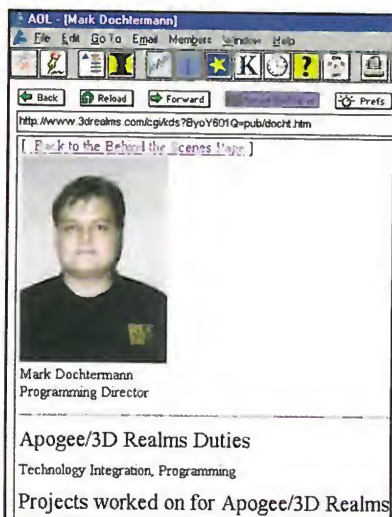 AOL - [Mark Dochtermann]
File Edit Go To Email Members Window Help
K ?
Back Reload Forward Prefs
http://www.3drealms.com/cgi/kds?ByoY601Q=pub/docht.htm
[ Back to the Behind the Scenes Page ]
Mark Dochtermann
Programming Director
Apogee/3D Realms Duties
Technology Integration, Programming
Projects worked on for Apogee/3D Realms